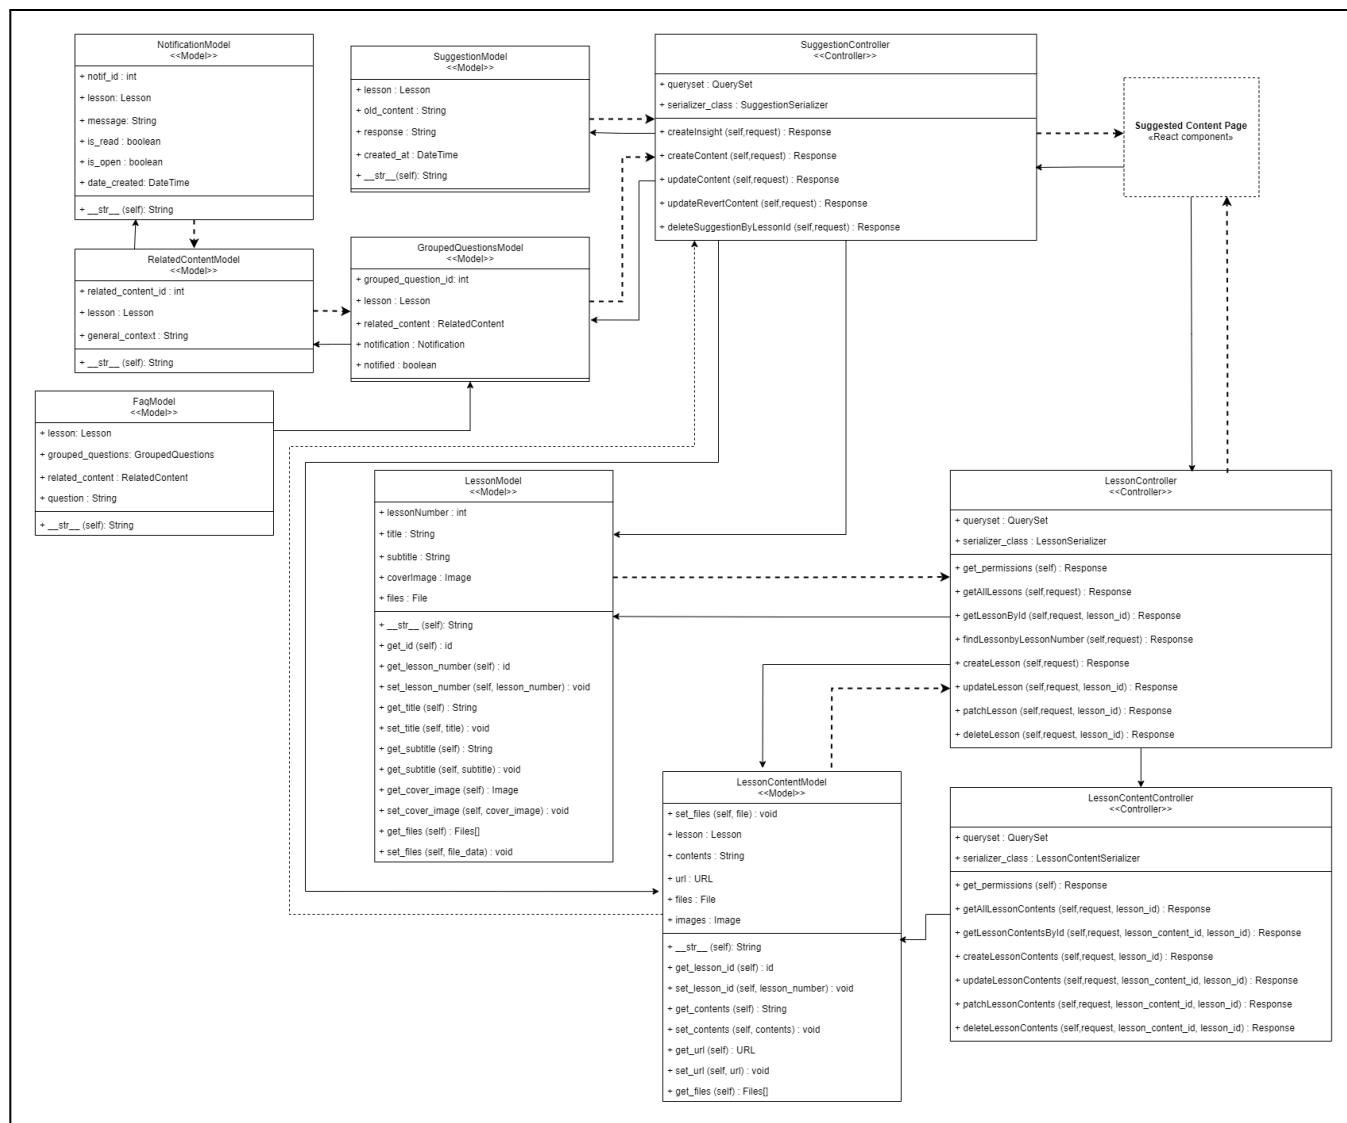 NotificationModel
<<Model>>
+ notif_id : int
+ lesson: Lesson
+ message: String
+ is_read : boolean
+ is_open : boolean
+ date_created: DateTime
+ __str__ (self): String
SuggestionModel
<<Model>>
+ lesson : Lesson
+ old_content : String
+ response : String
+ created_at : DateTime
+ __str__(self): String
SuggestionController
<<Controller>>
+ queryset : QuerySet
+ serializer_class : SuggestionSerializer
+ createInsight (self,request) : Response
+ createContent (self,request) : Response
+ updateContent (self,request) : Response
+ updateRevertContent (self,request) : Response
+ deleteSuggestionByLessonId (self,request) : Response
Suggested Content Page
«React component»
RelatedContentModel
<<Model>>
+ related_content_id : int
+ lesson : Lesson
+ general_context : String
+ __str__ (self): String
GroupedQuestionsModel
<<Model>>
+ grouped_question_id: int
+ lesson : Lesson
+ related_content : RelatedContent
+ notification : Notification
+ notified : boolean
FaqModel
<<Model>>
+ lesson: Lesson
+ grouped_questions: GroupedQuestions
+ related_content : RelatedContent
+ question : String
+ __str__ (self): String
LessonModel
<<Model>>
+ lessonNumber : int
+ title : String
+ subtitle : String
+ coverImage : Image
+ files : File
+ __str__ (self): String
+ get_id (self) : id
+ get_lesson_number (self) : id
+ set_lesson_number (self, lesson_number) : void
+ get_title (self) : String
+ set_title (self, title) : void
+ get_subtitle (self) : String
+ get_subtitle (self, subtitle) : void
+ get_cover_image (self) : Image
+ set_cover_image (self, cover_image) : void
+ get_files (self) : Files[]
+ set_files (self, file_data) : void
LessonController
<<Controller>>
+ queryset : QuerySet
+ serializer_class : LessonSerializer
+ get_permissions (self) : Response
+ getAllLessons (self,request) : Response
+ getLessonById (self,request, lesson_id) : Response
+ findLessonbyLessonNumber (self,request) : Response
+ createLesson (self,request) : Response
+ updateLesson (self,request, lesson_id) : Response
+ patchLesson (self,request, lesson_id) : Response
+ deleteLesson (self,request, lesson_id) : Response
LessonContentModel
<<Model>>
+ set_files (self, file) : void
+ lesson : Lesson
+ contents : String
+ url : URL
+ files : File
+ images : Image
+ __str__ (self): String
+ get_lesson_id (self) : id
+ set_lesson_id (self, lesson_number) : void
+ get_contents (self) : String
+ set_contents (self, contents) : void
+ get_url (self) : URL
+ set_url (self, url) : void
+ get_files (self) : Files[]
LessonContentController
<<Controller>>
+ queryset : QuerySet
+ serializer_class : LessonContentSerializer
+ get_permissions (self) : Response
+ getAllLessonContents (self,request, lesson_id) : Response
+ getLessonContentsById (self,request, lesson_content_id, lesson_id) : Response
+ createLessonContents (self,request, lesson_id) : Response
+ updateLessonContents (self,request, lesson_content_id, lesson_id) : Response
+ patchLessonContents (self,request, lesson_content_id, lesson_id) : Response
+ deleteLessonContents (self,request, lesson_content_id, lesson_id) : Response